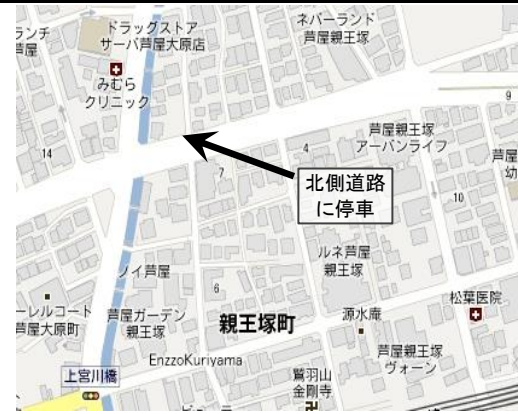 ランチ
芦屋
ドラッグストア
サーバ芦屋大原店
ネバーランド
芦屋親王塚
みむら
クリニック
9
14
4
芦屋親王塚
アーバンライフ
芦屋
幼
7
北側道路
に停車
10
ノイ芦屋
ルネ芦屋
親王塚
6
ーレルコート
芦屋大原町
芦屋ガーデン
親王塚
親王塚町
源水庵
松葉医院
EnzzoKuriyama
芦屋親王塚
ヴォーン
上宮川橋
鷲羽山
金剛寺